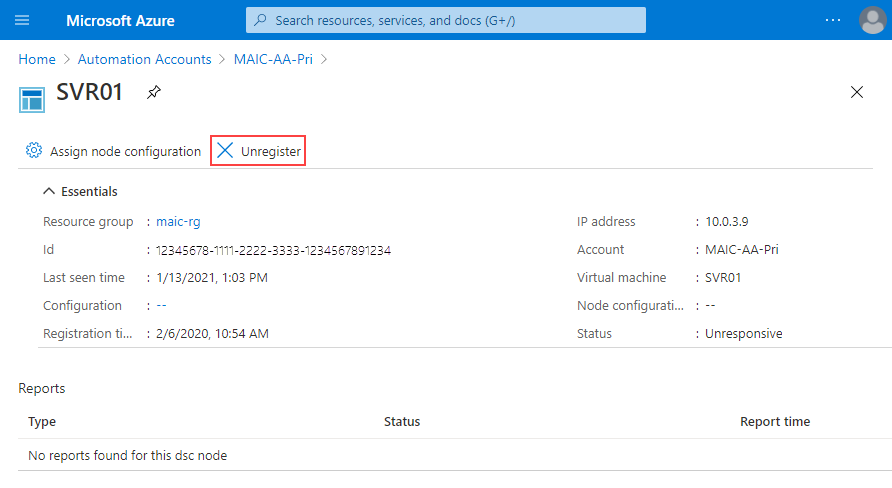 Microsoft Azure
Search resources, services, and docs (G+/)
...
Home > Automation Accounts > MAIC-AA-Pri >
SVR01
Assign node configuration
Unregister
Essentials
Resource group : maic-rg
IP address : 10.0.3.9
Id : 12345678-1111-2222-3333-1234567891234
Account : MAIC-AA-Pri
Last seen time : 1/13/2021, 1:03 PM
Virtual machine : SVR01
Configuration : --
Node configurati... : --
Registration ti... : 2/6/2020, 10:54 AM
Status : Unresponsive
Reports
Type Status Report time
No reports found for this dsc node